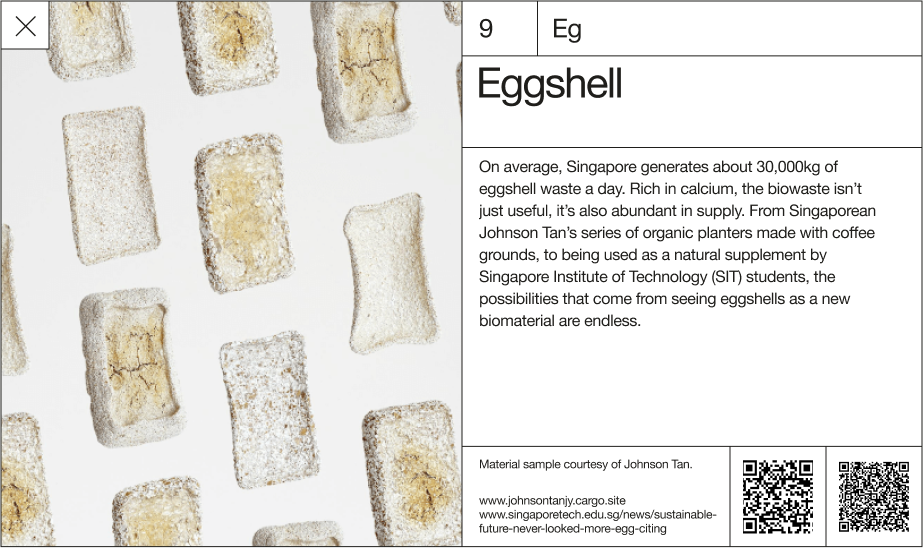 9
Eg
Eggshell
On average, Singapore generates about 30,000kg of
eggshell waste a day. Rich in calcium, the biowaste isn’t
just useful, it’s also abundant in supply. From Singaporean
Johnson Tan’s series of organic planters made with coffee
grounds, to being used as a natural supplement by
Singapore Institute of Technology (SIT) students, the
possibilities that come from seeing eggshells as a new
biomaterial are endless.
Material sample courtesy of Johnson Tan.
www.johnsontanjy.cargo.site
www.singaporetech.edu.sg/news/sustainable-
future-never-looked-more-egg-citing